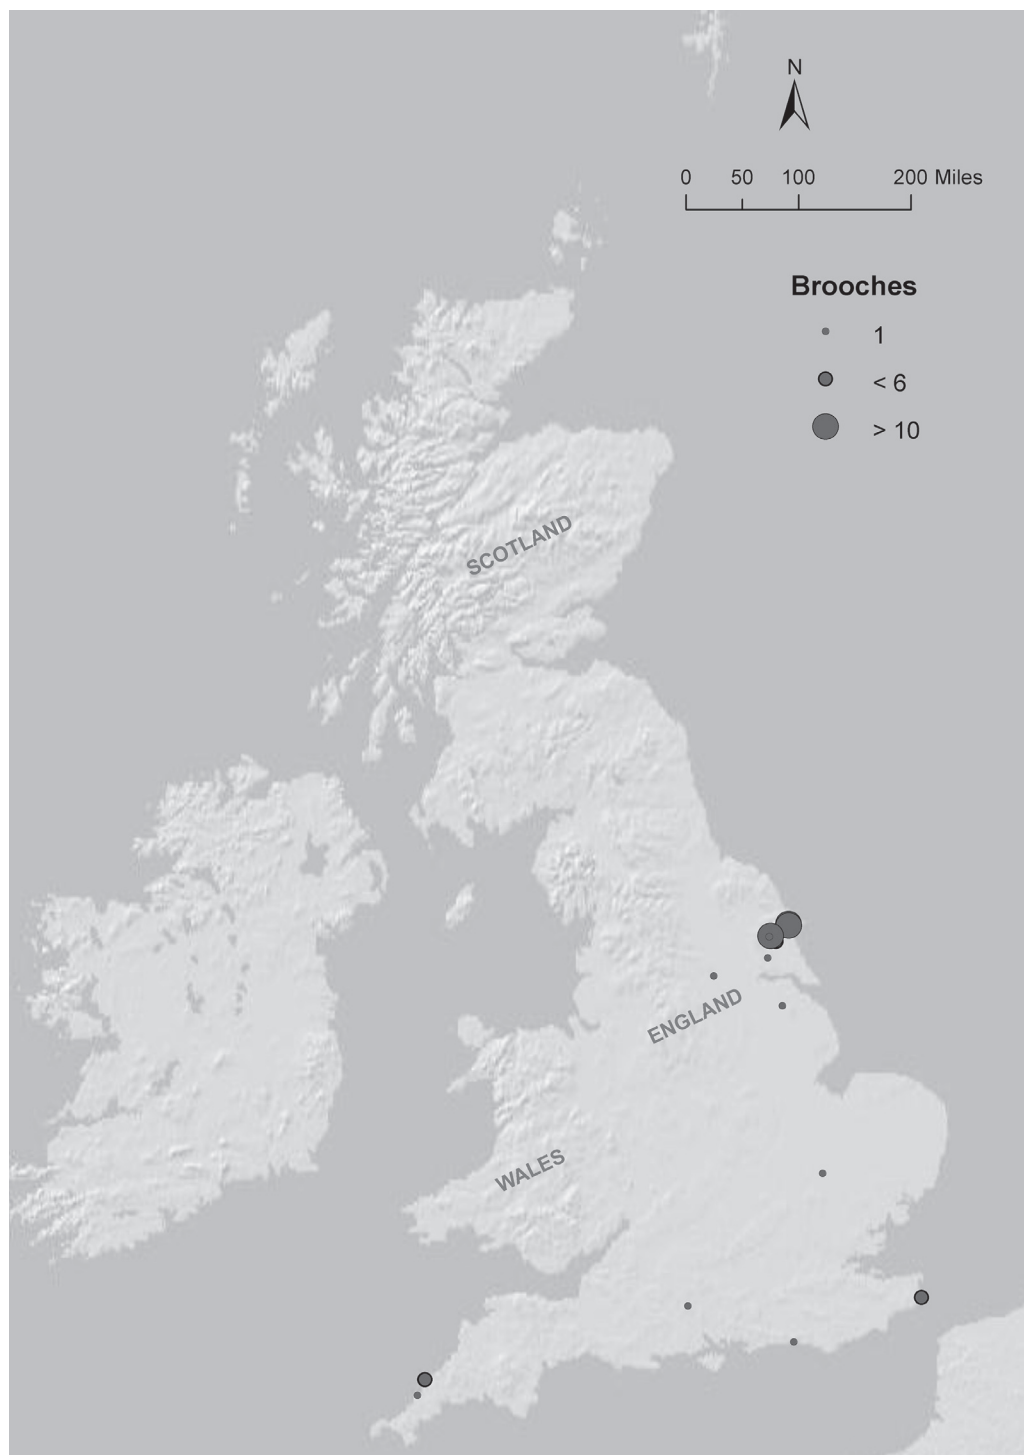 N
0 50 100 200 Miles
Brooches
1
< 6
> 10
SCOTLAND
ENGLAND
WALES